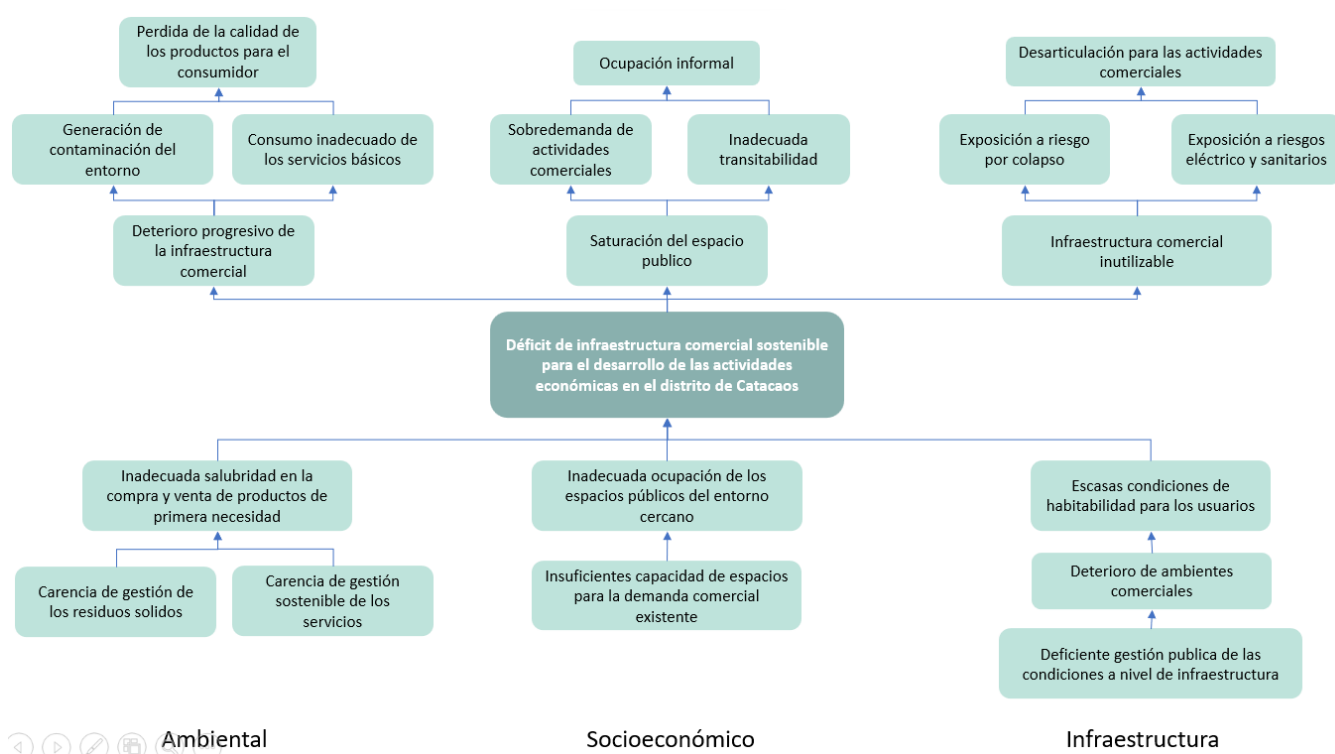 Perdida de la calidad de
los productos para el
consumidor
Ocupación informal
Desarticulación para las actividades
comerciales
Generación de
contaminación del
entorno
Consumo inadecuado de
los servicios básicos
Sobredemanda de
actividades
comerciales
Inadecuada
transitabilidad
Exposición a riesgo
por colapso
Exposición a riesgos
eléctrico y sanitarios
Deterioro progresivo de
la infraestructura
comercial
Saturación del espacio
publico
Infraestructura comercial
inutilizable
Déficit de infraestructura comercial sostenible
para el desarrollo de las actividades
económicas en el distrito de Catacaos
Inadecuada salubridad en la
compra y venta de productos de
primera necesidad
Inadecuada ocupación de los
espacios públicos del entorno
cercano
Escasas condiciones de
habitabilidad para los usuarios
Carencia de gestión de
los residuos solidos
Carencia de gestión
sostenible de los
servicios
Insuficientes capacidad de espacios
para la demanda comercial
existente
Deterioro de ambientes
comerciales
Deficiente gestión publica de las
condiciones a nivel de infraestructura
Ambiental
Socioeconómico
Infraestructura